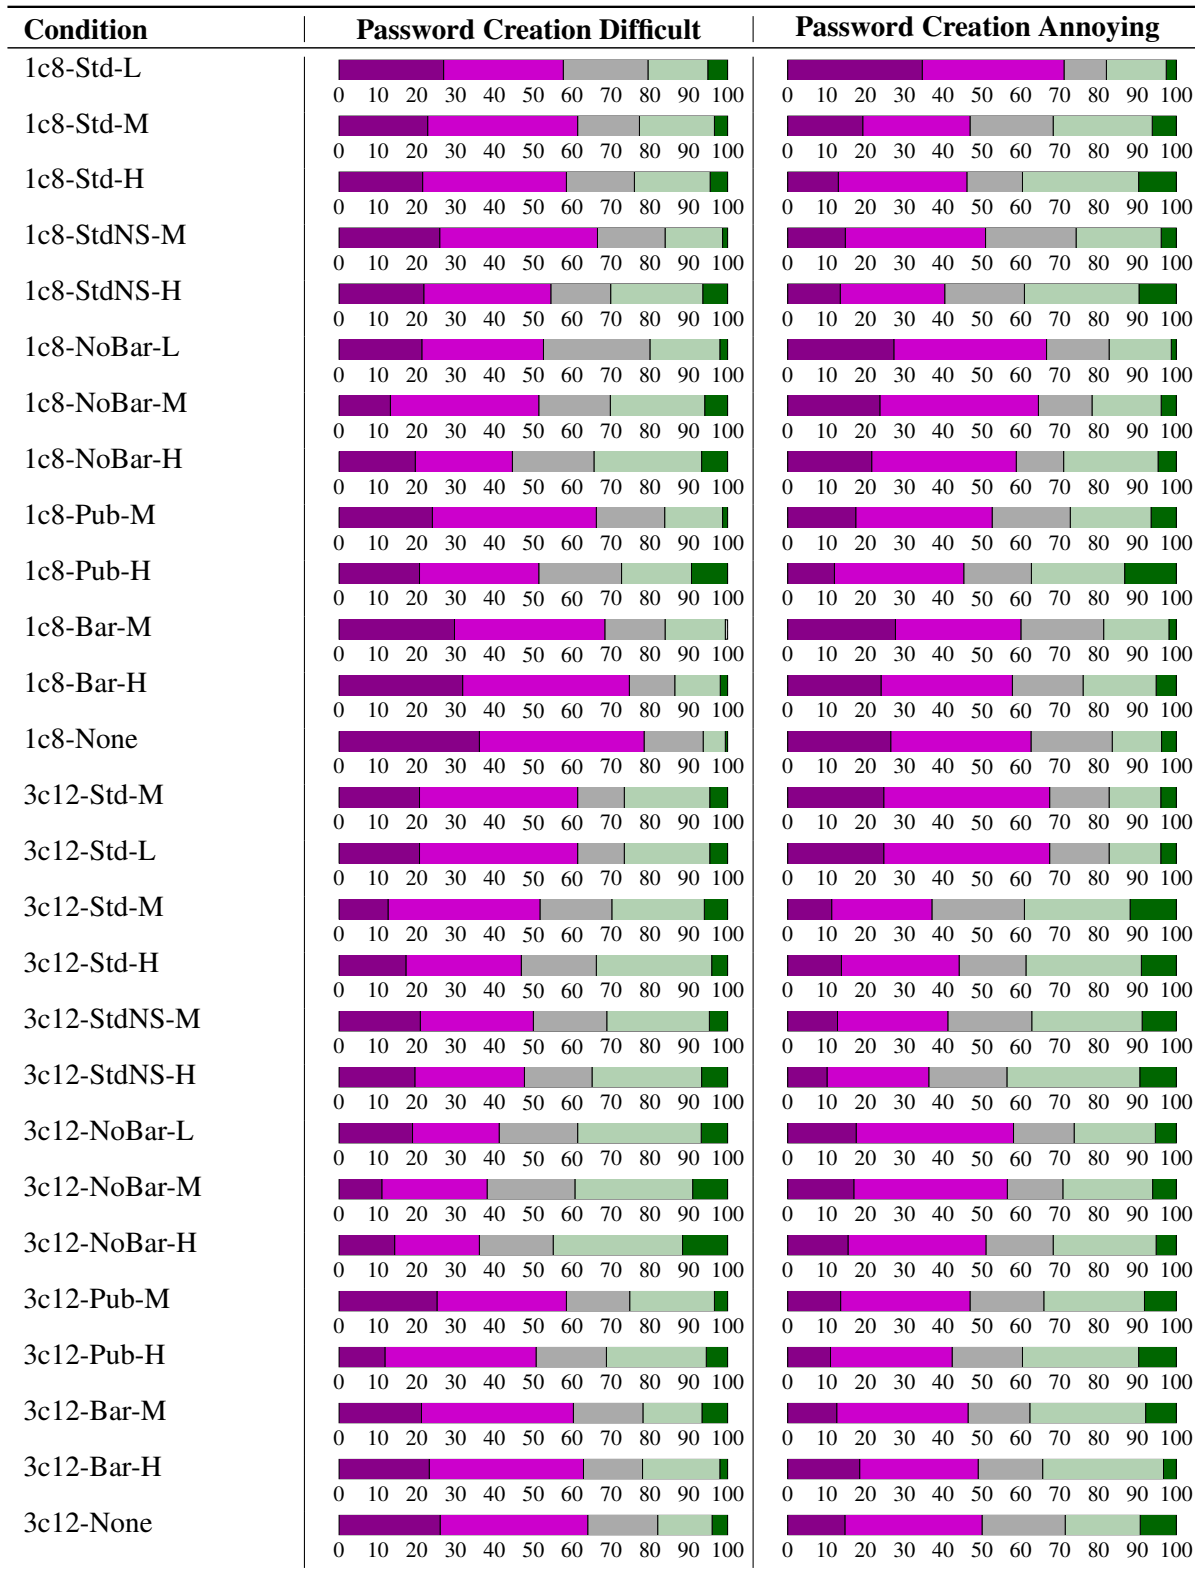 Condition Password Creation Difficult Password Creation Annoying
1c8-Std-L
0 10 20 30 40 50 60 70 80 90 100 0 10 20 30 40 50 60 70 80 90 100
1c8-Std-M
0 10 20 30 40 50 60 70 80 90 100 0 10 20 30 40 50 60 70 80 90 100
1c8-Std-H
0 10 20 30 40 50 60 70 80 90 100 0 10 20 30 40 50 60 70 80 90 100
1c8-StdNS-M
0 10 20 30 40 50 60 70 80 90 100 0 10 20 30 40 50 60 70 80 90 100
1c8-StdNS-H
0 10 20 30 40 50 60 70 80 90 100 0 10 20 30 40 50 60 70 80 90 100
1c8-NoBar-L
0 10 20 30 40 50 60 70 80 90 100 0 10 20 30 40 50 60 70 80 90 100
1c8-NoBar-M
0 10 20 30 40 50 60 70 80 90 100 0 10 20 30 40 50 60 70 80 90 100
1c8-NoBar-H
0 10 20 30 40 50 60 70 80 90 100 0 10 20 30 40 50 60 70 80 90 100
1c8-Pub-M
0 10 20 30 40 50 60 70 80 90 100 0 10 20 30 40 50 60 70 80 90 100
1c8-Pub-H
0 10 20 30 40 50 60 70 80 90 100 0 10 20 30 40 50 60 70 80 90 100
1c8-Bar-M
0 10 20 30 40 50 60 70 80 90 100 0 10 20 30 40 50 60 70 80 90 100
1c8-Bar-H
0 10 20 30 40 50 60 70 80 90 100 0 10 20 30 40 50 60 70 80 90 100
1c8-None
0 10 20 30 40 50 60 70 80 90 100 0 10 20 30 40 50 60 70 80 90 100
3c12-Std-M
0 10 20 30 40 50 60 70 80 90 100 0 10 20 30 40 50 60 70 80 90 100
3c12-Std-L
0 10 20 30 40 50 60 70 80 90 100 0 10 20 30 40 50 60 70 80 90 100
3c12-Std-M
0 10 20 30 40 50 60 70 80 90 100 0 10 20 30 40 50 60 70 80 90 100
3c12-Std-H
0 10 20 30 40 50 60 70 80 90 100 0 10 20 30 40 50 60 70 80 90 100
3c12-StdNS-M
0 10 20 30 40 50 60 70 80 90 100 0 10 20 30 40 50 60 70 80 90 100
3c12-StdNS-H
0 10 20 30 40 50 60 70 80 90 100 0 10 20 30 40 50 60 70 80 90 100
3c12-NoBar-L
0 10 20 30 40 50 60 70 80 90 100 0 10 20 30 40 50 60 70 80 90 100
3c12-NoBar-M
0 10 20 30 40 50 60 70 80 90 100 0 10 20 30 40 50 60 70 80 90 100
3c12-NoBar-H
0 10 20 30 40 50 60 70 80 90 100 0 10 20 30 40 50 60 70 80 90 100
3c12-Pub-M
0 10 20 30 40 50 60 70 80 90 100 0 10 20 30 40 50 60 70 80 90 100
3c12-Pub-H
0 10 20 30 40 50 60 70 80 90 100 0 10 20 30 40 50 60 70 80 90 100
3c12-Bar-M
0 10 20 30 40 50 60 70 80 90 100 0 10 20 30 40 50 60 70 80 90 100
3c12-Bar-H
0 10 20 30 40 50 60 70 80 90 100 0 10 20 30 40 50 60 70 80 90 100
3c12-None
0 10 20 30 40 50 60 70 80 90 100 0 10 20 30 40 50 60 70 80 90 100